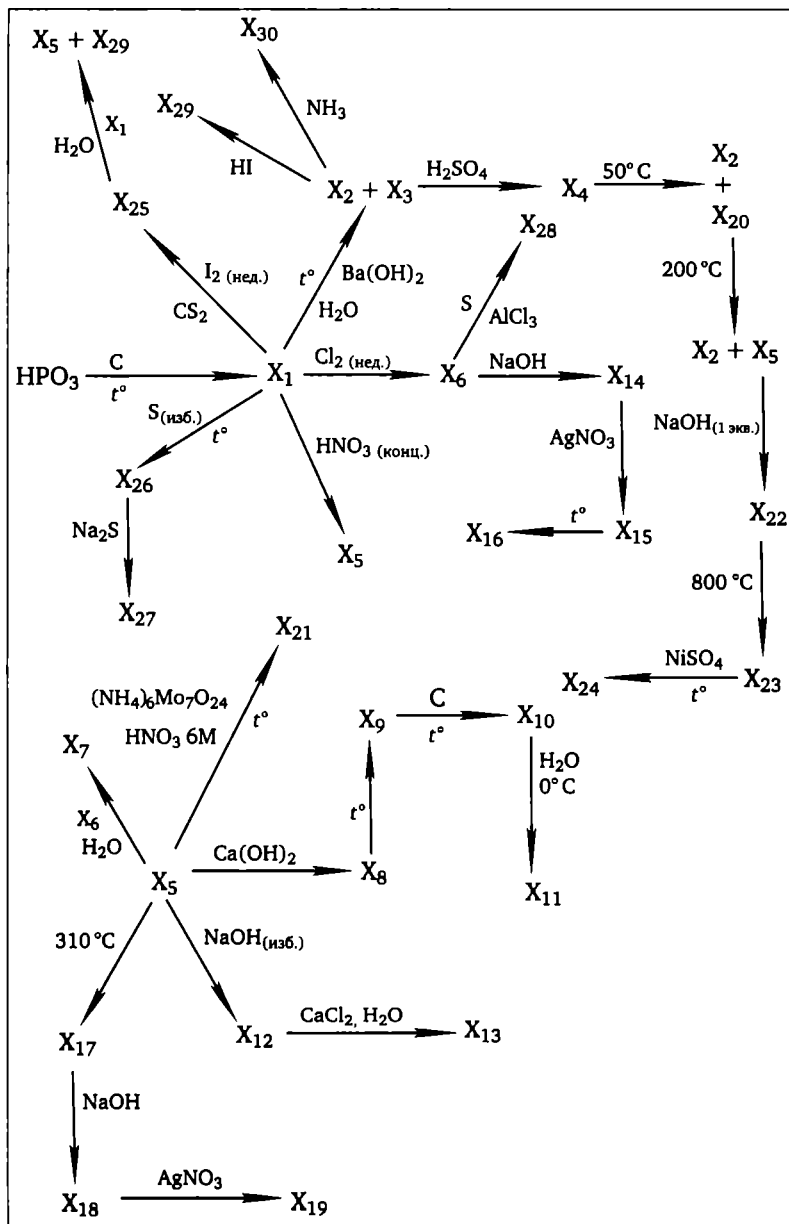 X₃₀
X₅ + X₂₉
X₂₉
NH₃
X₁
H₂O
HI
X₂ + X₃
H₂SO₄
X₄
50° C
X₂
+
X₂₀
X₂₅
X₂₈
I₂ (нед.)
CS₂
t°
Ba(OH)₂
H₂O
S
AlCl₃
200 °C
HPO₃
C
t°
X₁
Cl₂ (нед.)
X₆
NaOH
X₁₄
X₂ + X₅
S(изб.)
t°
HNO₃ (конц.)
AgNO₃
NaOH(1 экв.)
X₂₆
Na₂S
X₁₆
t°
X₁₅
X₂₂
X₅
800 °C
X₂₇
X₂₁
(NH₄)₆Mo₇O₂₄
HNO₃ 6M
t°
X₂₄
NiSO₄
t°
X₂₃
X₇
X₉
C
t°
X₁₀
X₆
H₂O
t°
H₂O
0° C
X₅
Ca(OH)₂
X₈
X₁₁
310 °C
NaOH(изб.)
X₁₇
X₁₂
CaCl₂, H₂O
X₁₃
NaOH
X₁₈
AgNO₃
X₁₉